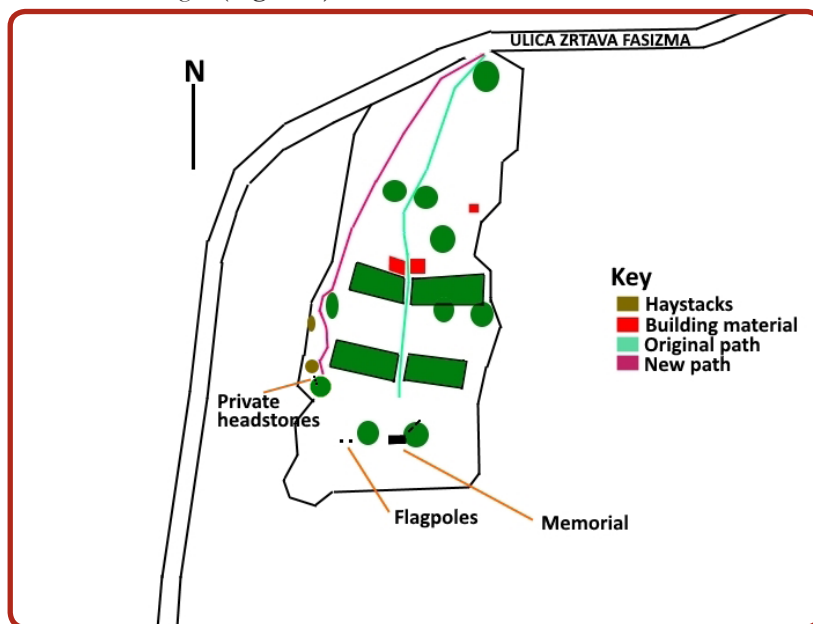 ULICA ZRTAVA FASIZMA
N
Key
Haystacks
Building material
Original path
New path
Private
headstones
Flagpoles
Memorial